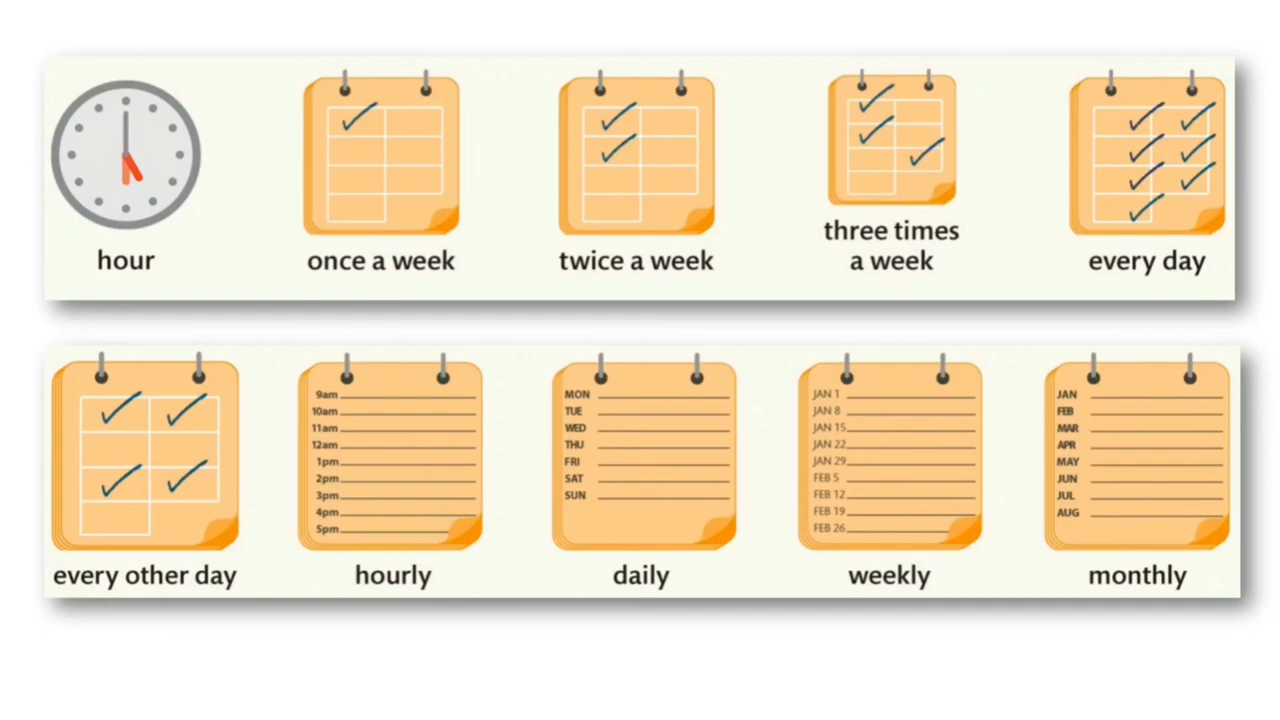 hour
once a week
twice a week
three times
a week
every day
9am
10am
11am
12am
1pm
2pm
3pm
4pm
5pm
MON
TUE
WED
THU
FRI
SAT
SUN
JAN 1
JAN 8
JAN 15
JAN 22
JAN 29
FEB 5
FEB 12
FEB 19
FEB 26
JAN
FEB
MAR
APR
MAY
JUN
JUL
AUG
every other day
hourly
daily
weekly
monthly